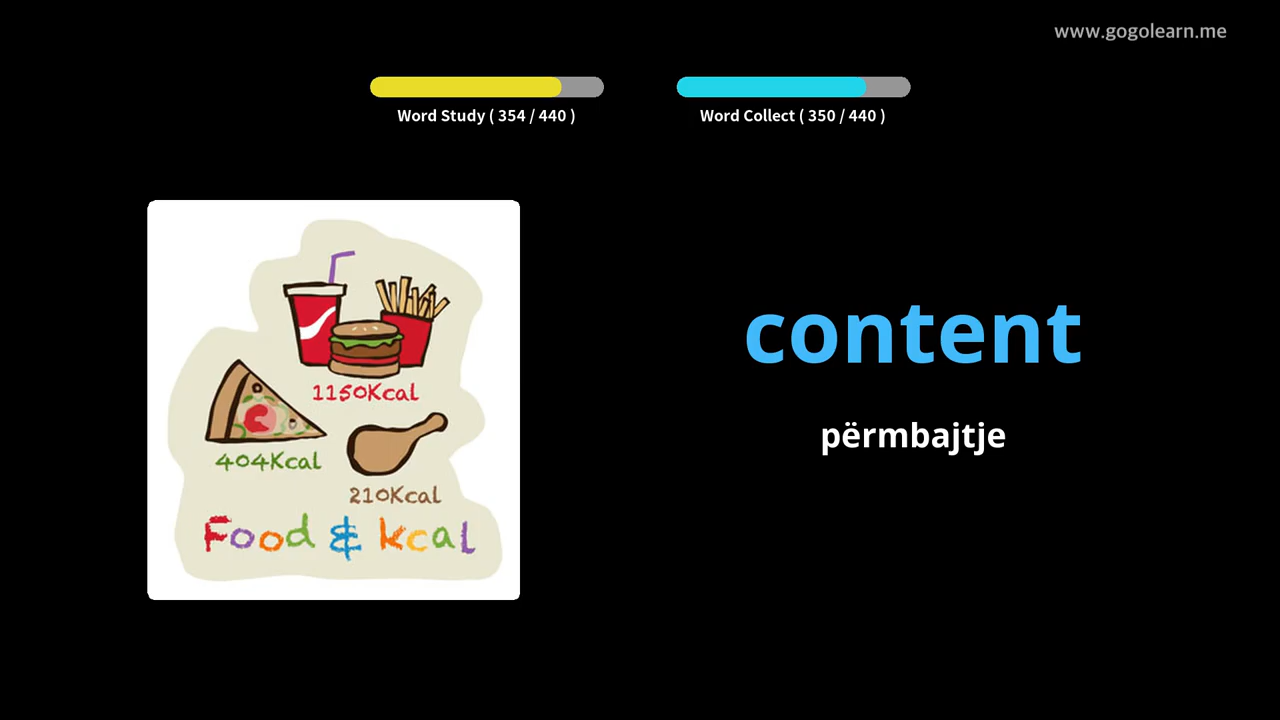 www.gogolearn.me
Word Study ( 354 / 440 )
Word Collect ( 350 / 440 )
1150Kcal
404Kcal
210Kcal
Food & kcal
content
përmbajtje